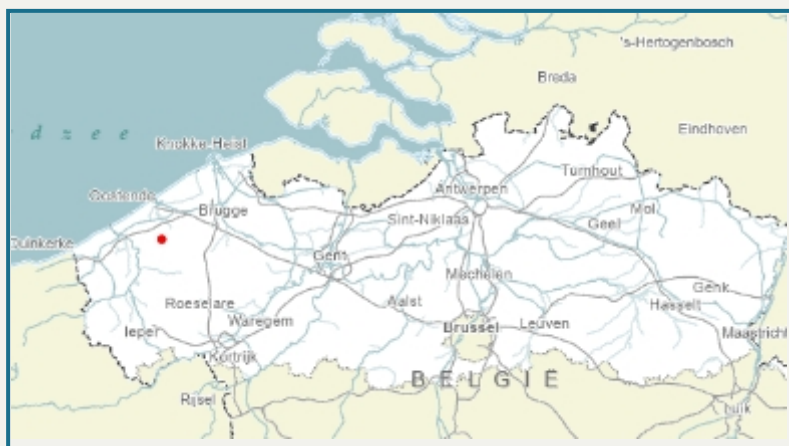 's-Hertogenbosch
Breda
Eindhoven
d z e e
Knokke-Heist
Turnhout
Antwerpen
Oostende
Brugge
Sint-Niklaas
Geel
Mol
Duinkerke
Gent
Mechelen
Genk
Roeselare
Aalst
Hasselt
Ieper
Waregem
Brussel
Leuven
Maastricht
Kortrijk
BELGIË
Rijsel
Luik